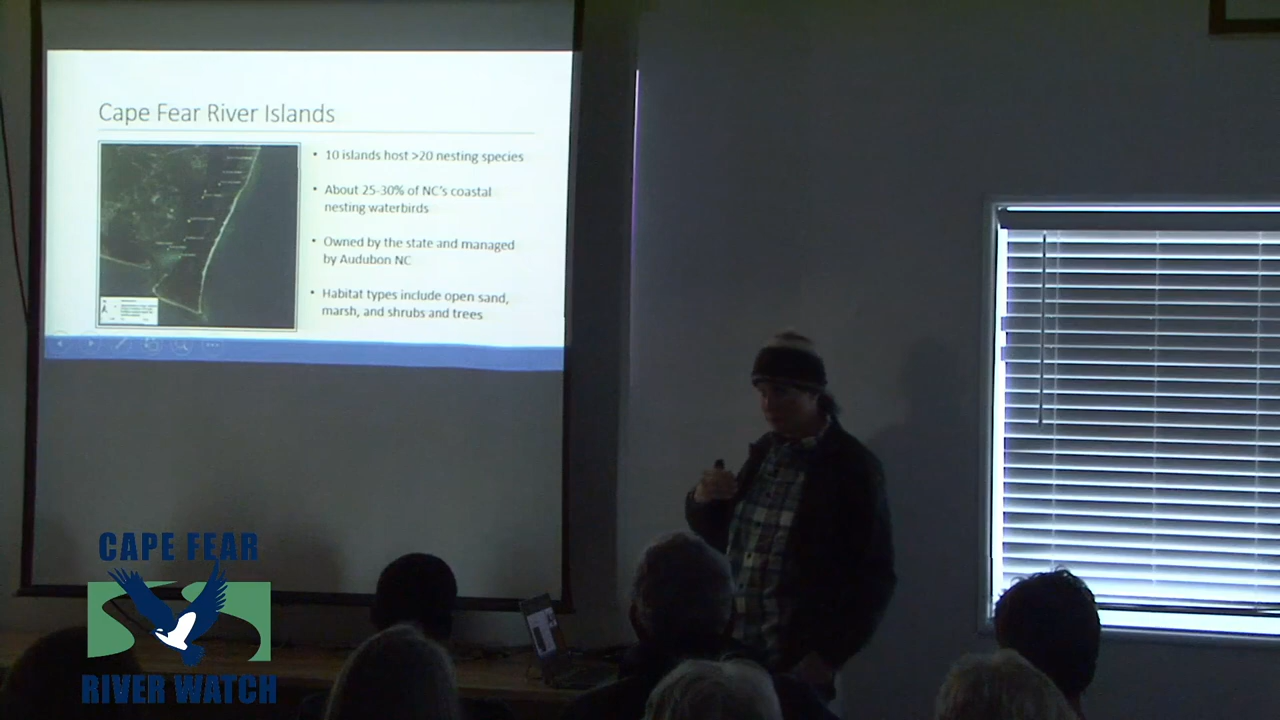 Cape Fear River Islands
• 10 islands host >20 nesting species
• About 25-30% of NC's coastal
nesting waterbirds
• Owned by the state and managed
by Audubon NC
• Habitat types include open sand,
marsh, and shrubs and trees
CAPE FEAR
RIVER WATCH